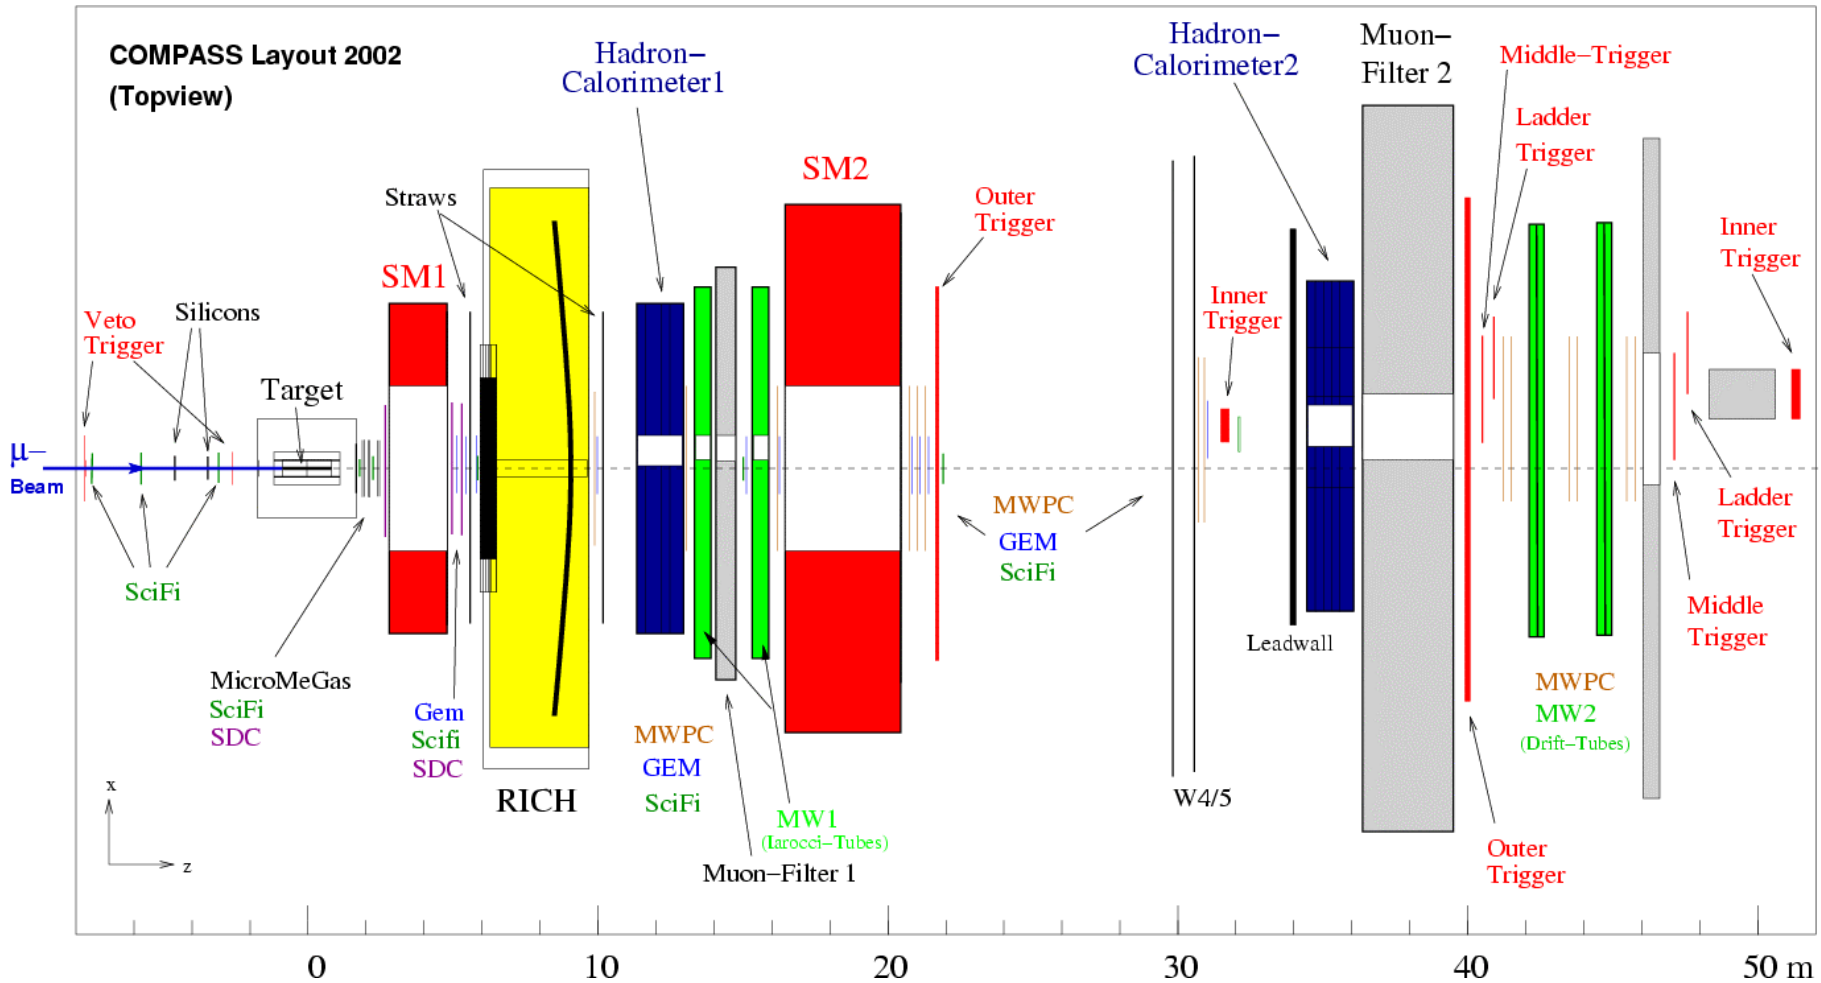 COMPASS Layout 2002
(Topview)
Hadron-
Calorimeter1
Hadron-
Calorimeter2
Muon-
Filter 2
Middle-Trigger
Ladder
Trigger
SM2
Straws
Outer
Trigger
Inner
Trigger
SM1
Inner
Trigger
Veto
Trigger
Silicons
Target
μ-
Beam
SciFi
MWPC
GEM
SciFi
Ladder
Trigger
Middle
Trigger
Leadwall
MicroMeGas
SciFi
SDC
Gem
Scifi
SDC
MWPC
GEM
SciFi
MWPC
MW2
(Drift-Tubes)
RICH
W4/5
MW1
(Iarocci-Tubes)
Muon-Filter 1
Outer
Trigger
x
z
0 10 20 30 40 50 m